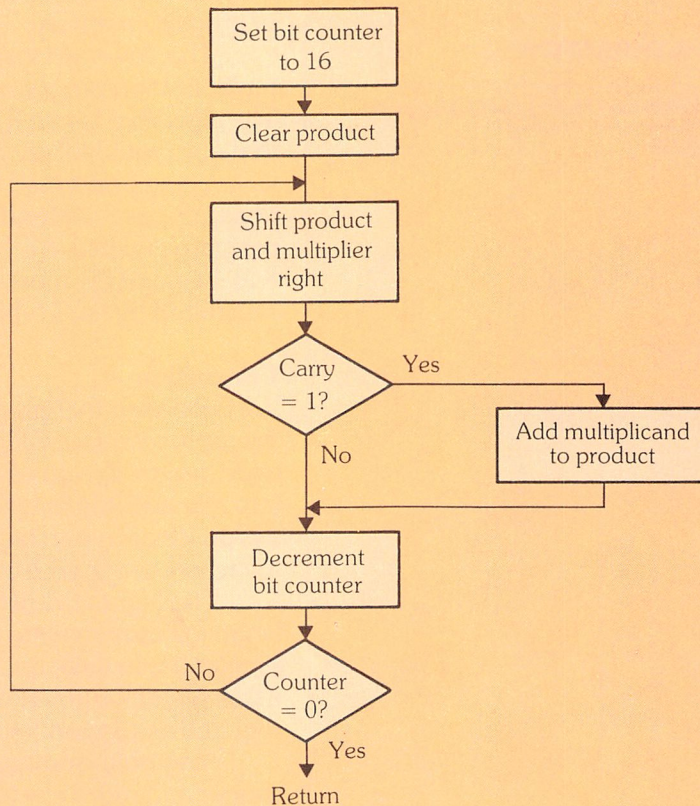 Set bit counter
to 16
Clear product
Shift product
and multiplier
right
Carry
= 1?
Yes
No
Add multiplicand
to product
Decrement
bit counter
Counter
= 0?
No
Yes
Return